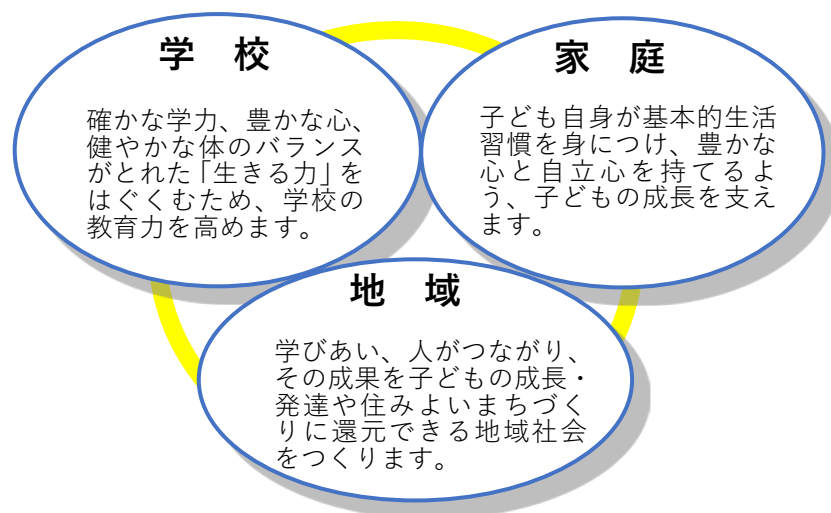 学　校
確かな学力、豊かな心、
健やかな体のバランス
がとれた「生きる力」を
はぐくむため、学校の
教育力を高めます。
家　庭
子ども自身が基本的生活
習慣を身につけ、豊かな
心と自立心を持てるよ
う、子どもの成長を支え
ます。
地　域
学びあい、人がつながり、
その成果を子どもの成長・
発達や住みよいまちづく
りに還元できる地域社会
をつくります。